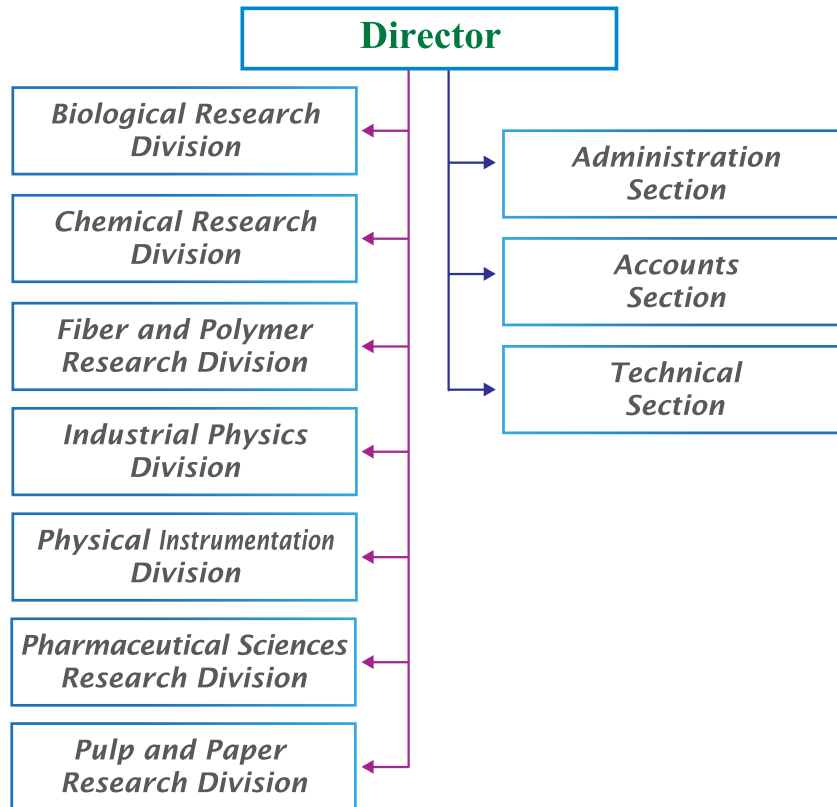 Director
Biological Research
Division
Chemical Research
Division
Fiber and Polymer
Research Division
Industrial Physics
Division
Physical Instrumentation
Division
Pharmaceutical Sciences
Research Division
Pulp and Paper
Research Division
Administration
Section
Accounts
Section
Technical
Section